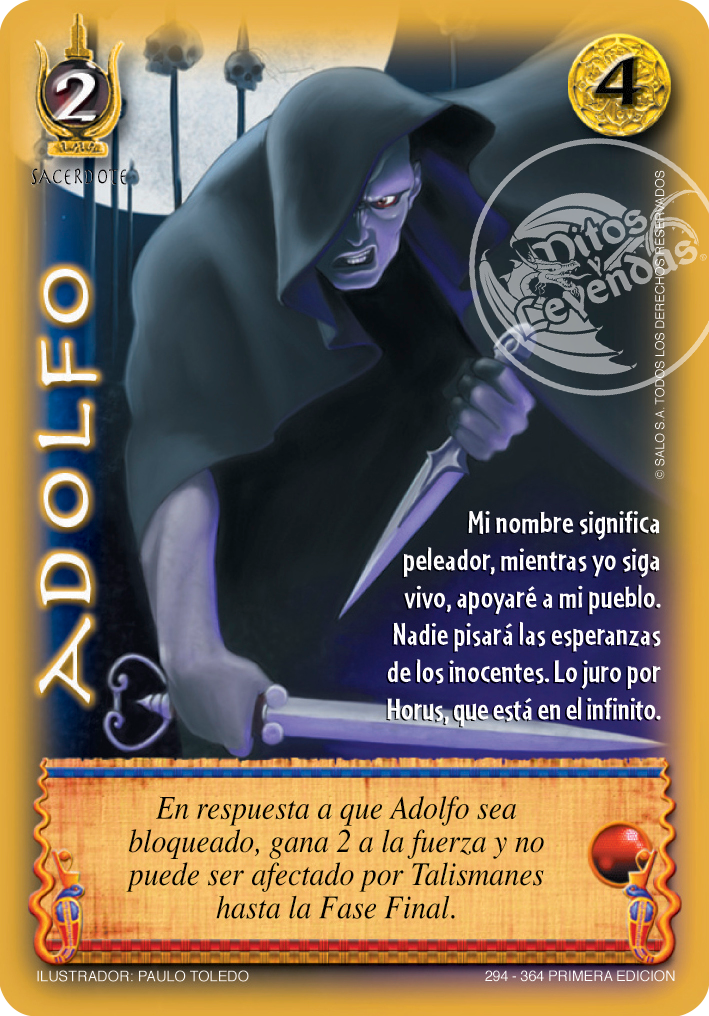 2
SACERDOTE
4
Mitos
y
Leyendas
©
© SALO S.A. TODOS LOS DERECHOS RESERVADOS
ADOLFO
Mi nombre significa
peleador, mientras yo siga
vivo, apoyaré a mi pueblo.
Nadie pisará las esperanzas
de los inocentes. Lo juro por
Horus, que está en el infinito.
En respuesta a que Adolfo sea
bloqueado, gana 2 a la fuerza y no
puede ser afectado por Talismanes
hasta la Fase Final.
ILUSTRADOR: PAULO TOLEDO
294 - 364 PRIMERA EDICION